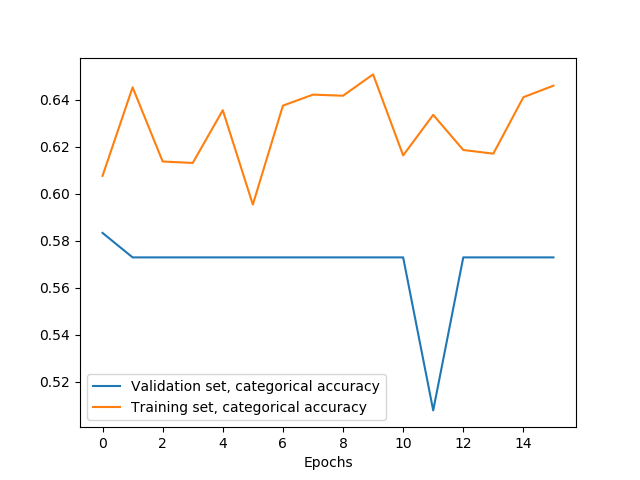 0.64
0.62
0.60
0.58
0.56
0.54
0.52
Validation set, categorical accuracy
Training set, categorical accuracy
0 2 4 6 8 10 12 14
Epochs